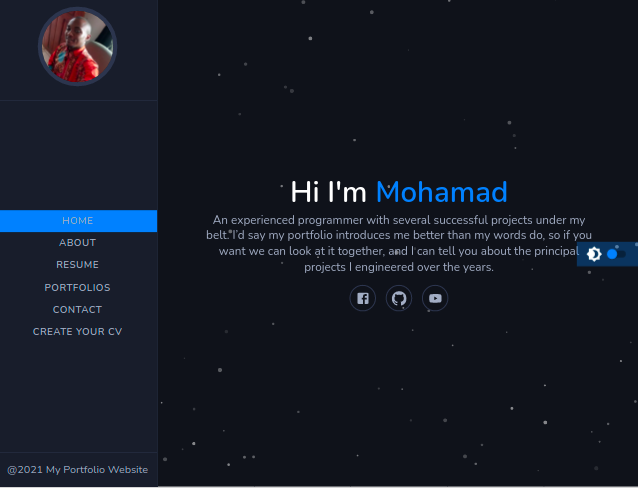 HOME
ABOUT
RESUME
PORTFOLIOS
CONTACT
CREATE YOUR CV
@2021 My Portfolio Website
Hi I'm Mohamad
An experienced programmer with several successful projects under my
belt."I'd say my portfolio introduces me better than my words do, so if you
want we can look at it together, and I can tell you about the principal
projects I engineered over the years.